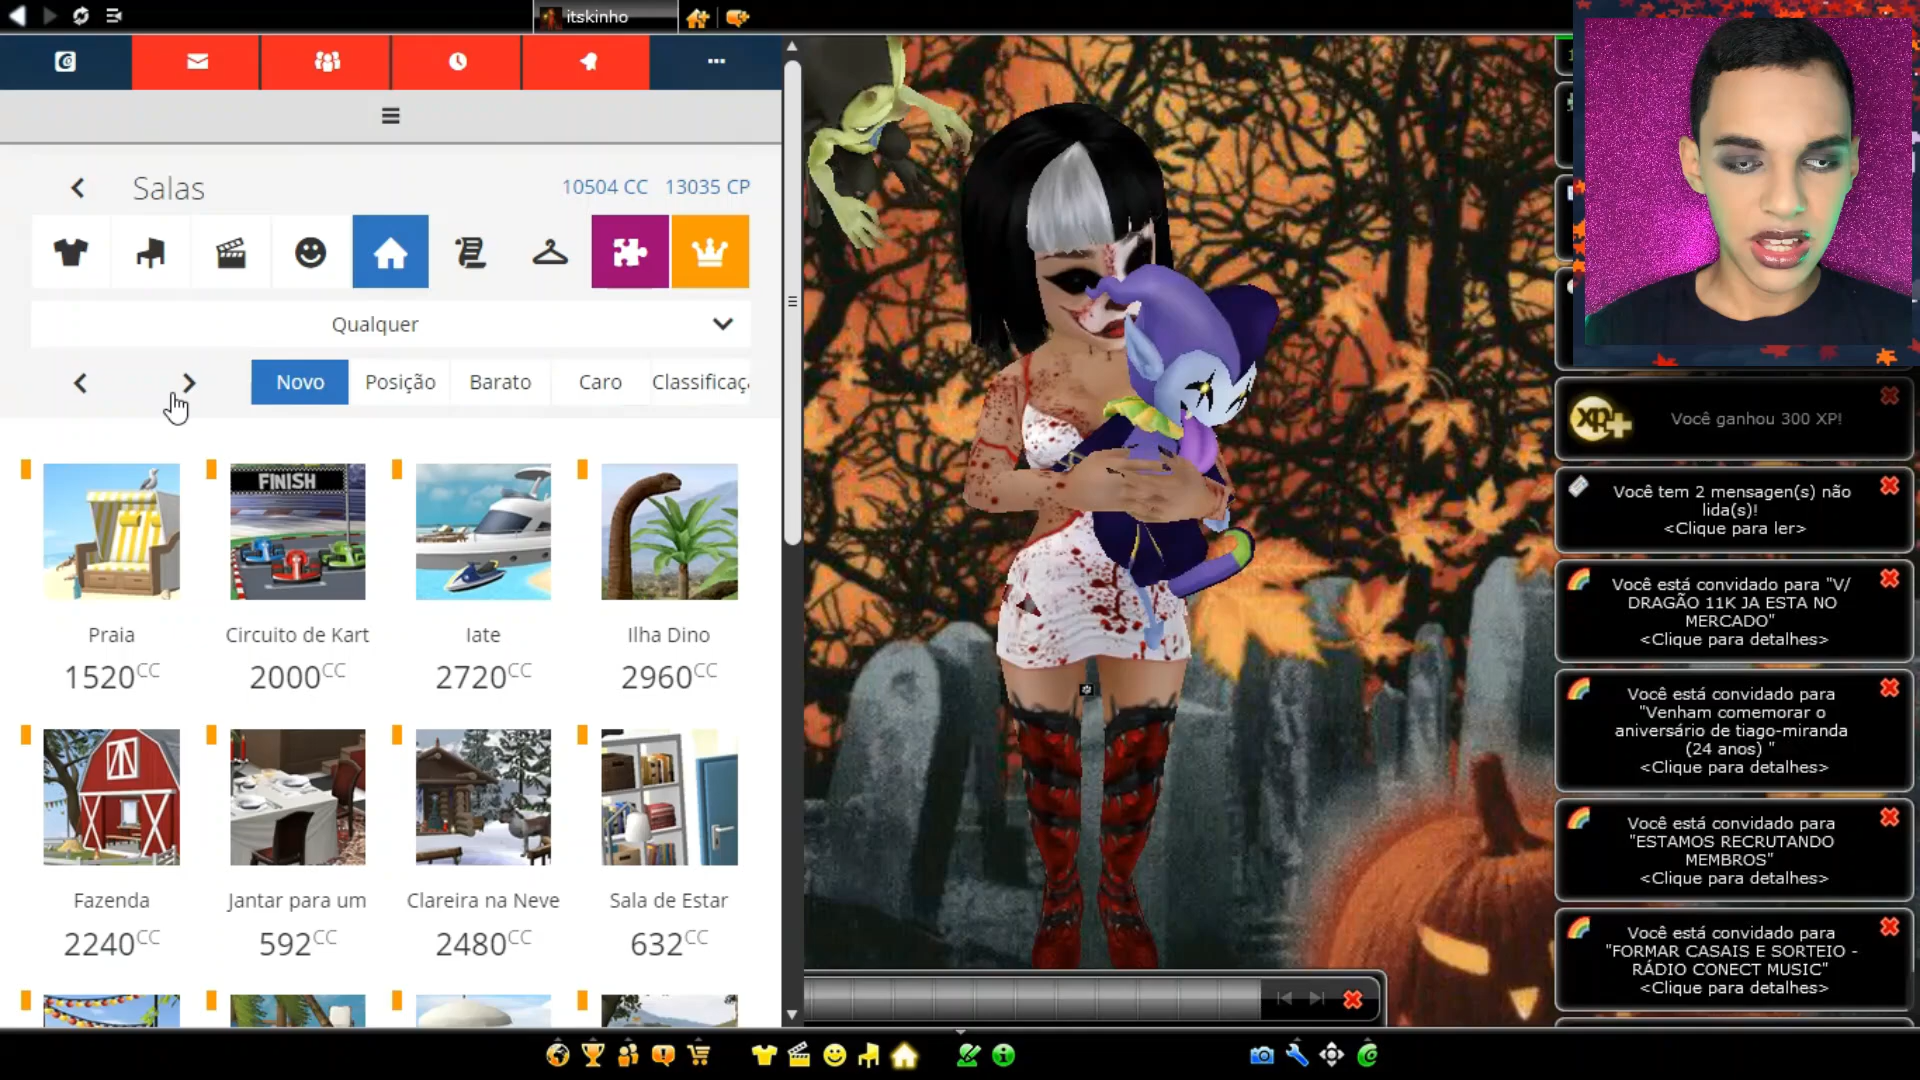 itskinho
Salas
10504 CC 13035 CP
Qualquer
Novo Posição Barato Caro Classificaç
FINISH
Praia Circuito de Kart Iate Ilha Dino
1520CC 2000CC 2720CC 2960CC
Fazenda Jantar para um Clareira na Neve Sala de Estar
2240CC 592CC 2480CC 632CC
XP+
Você ganhou 300 XP!
Você tem 2 mensagen(s) não
lida(s)!
<Clique para ler>
Você está convidado para "V/
DRAGÃO 11K JA ESTA NO
MERCADO"
<Clique para detalhes>
Você está convidado para
"Venham comemorar o
aniversário de tiago-miranda
(24 anos) "
<Clique para detalhes>
Você está convidado para
"ESTAMOS RECRUTANDO
MEMBROS"
<Clique para detalhes>
Você está convidado para
"FORMAR CASAIS E SORTEIO -
RÁDIO CONECT MUSIC"
<Clique para detalhes>